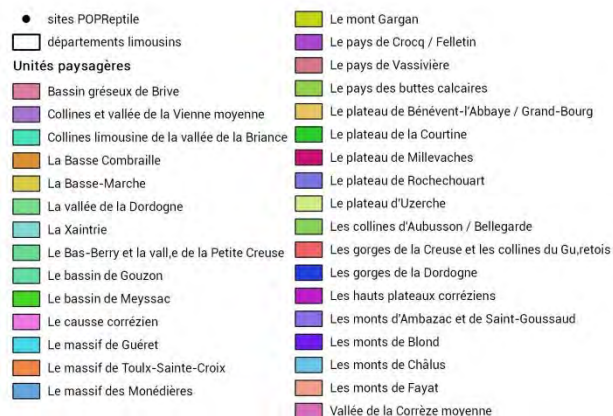 sites POPReptile
départements limousins
Unités paysagères
Bassin gréseux de Brive
Collines et vallée de la Vienne moyenne
Collines limousine de la vallée de la Briance
La Basse Combraille
La Basse-Marche
La vallée de la Dordogne
La Xaintrie
Le Bas-Berry et la vall,e de la Petite Creuse
Le bassin de Gouzon
Le bassin de Meyssac
Le causse corrézien
Le massif de Guéret
Le massif de Toulx-Sainte-Croix
Le massif des Monédières
Le mont Gargan
Le pays de Crocq / Felletin
Le pays de Vassivière
Le pays des buttes calcaires
Le plateau de Bénévent-l'Abbaye / Grand-Bourg
Le plateau de la Courtine
Le plateau de Millevaches
Le plateau de Rochechouart
Le plateau d'Uzerche
Les collines d'Aubusson / Bellegarde
Les gorges de la Creuse et les collines du Gu,retois
Les gorges de la Dordogne
Les hauts plateaux corréziens
Les monts d'Ambazac et de Saint-Goussaud
Les monts de Blond
Les monts de Châlus
Les monts de Fayat
Vallée de la Corrèze moyenne